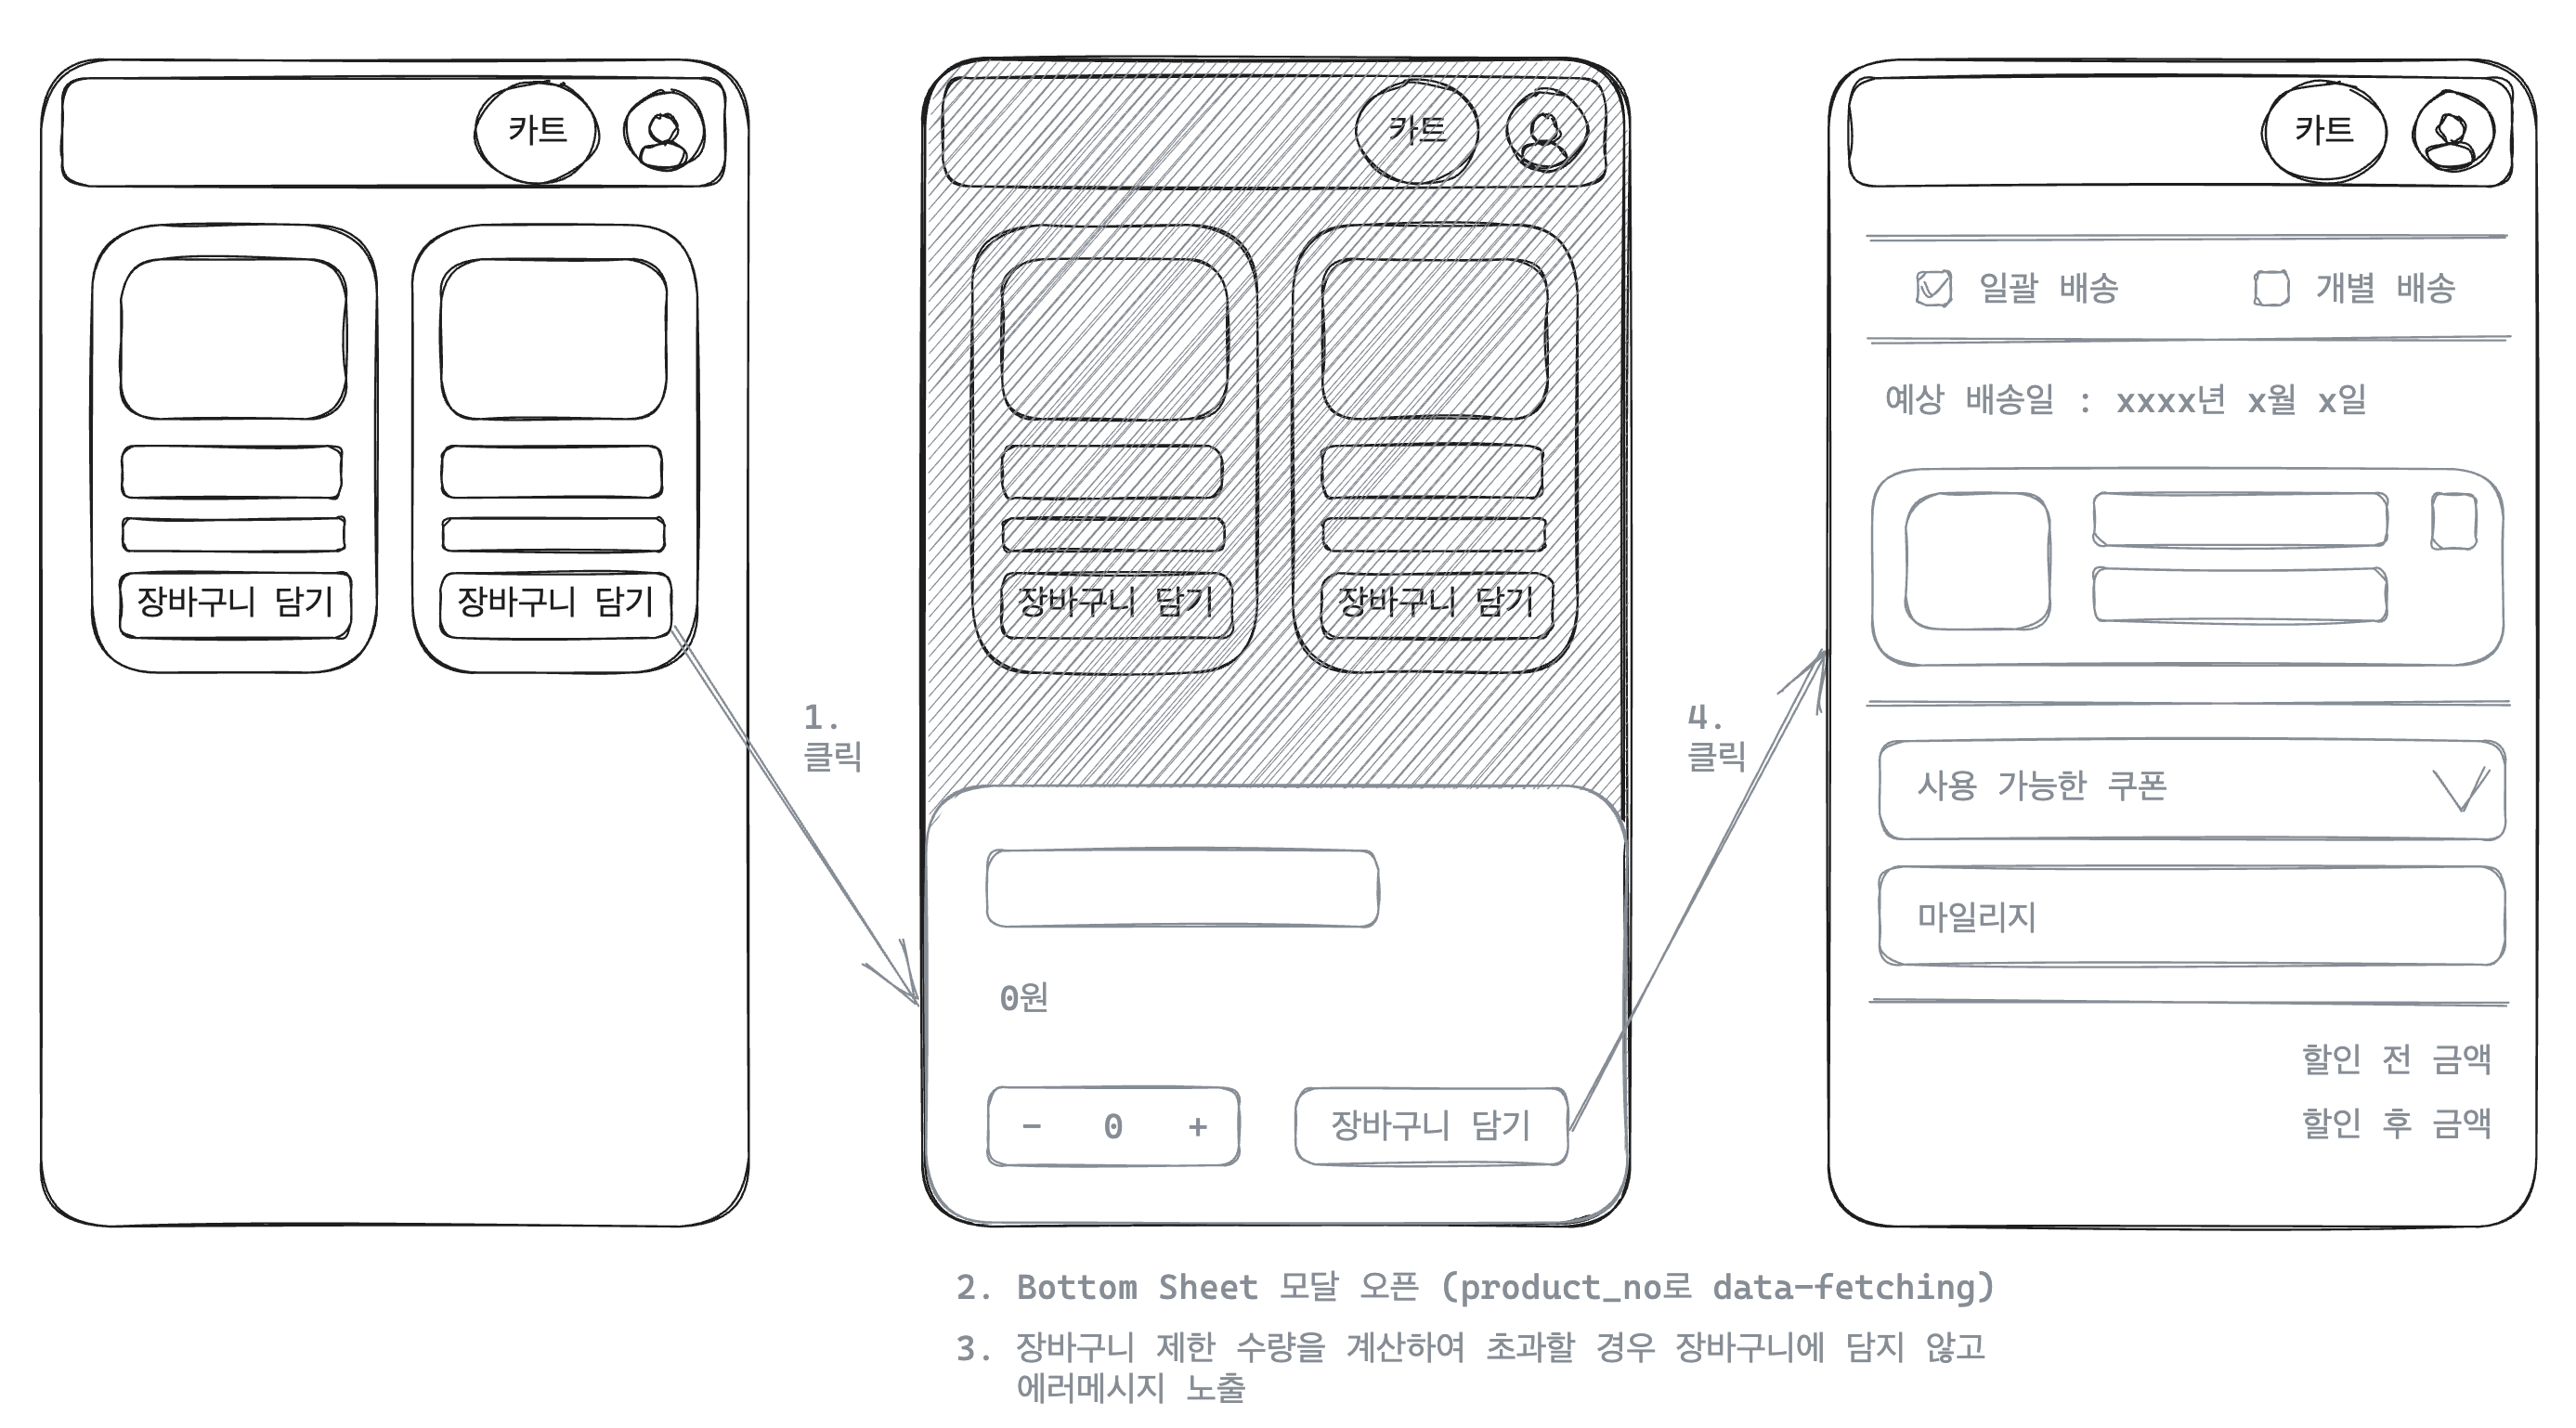 카트
장바구니 담기
장바구니 담기
1.
클릭
카트
장바구니 담기
장바구니 담기
0원
- 0 +
장바구니 담기
2. Bottom Sheet 모달 오픈 (product_no로 data-fetching)
3. 장바구니 제한 수량을 계산하여 초과할 경우 장바구니에 담지 않고
에러메시지 노출
4.
클릭
카트
일괄 배송
개별 배송
예상 배송일 : xxxx년 x월 x일
사용 가능한 쿠폰
마일리지
할인 전 금액
할인 후 금액